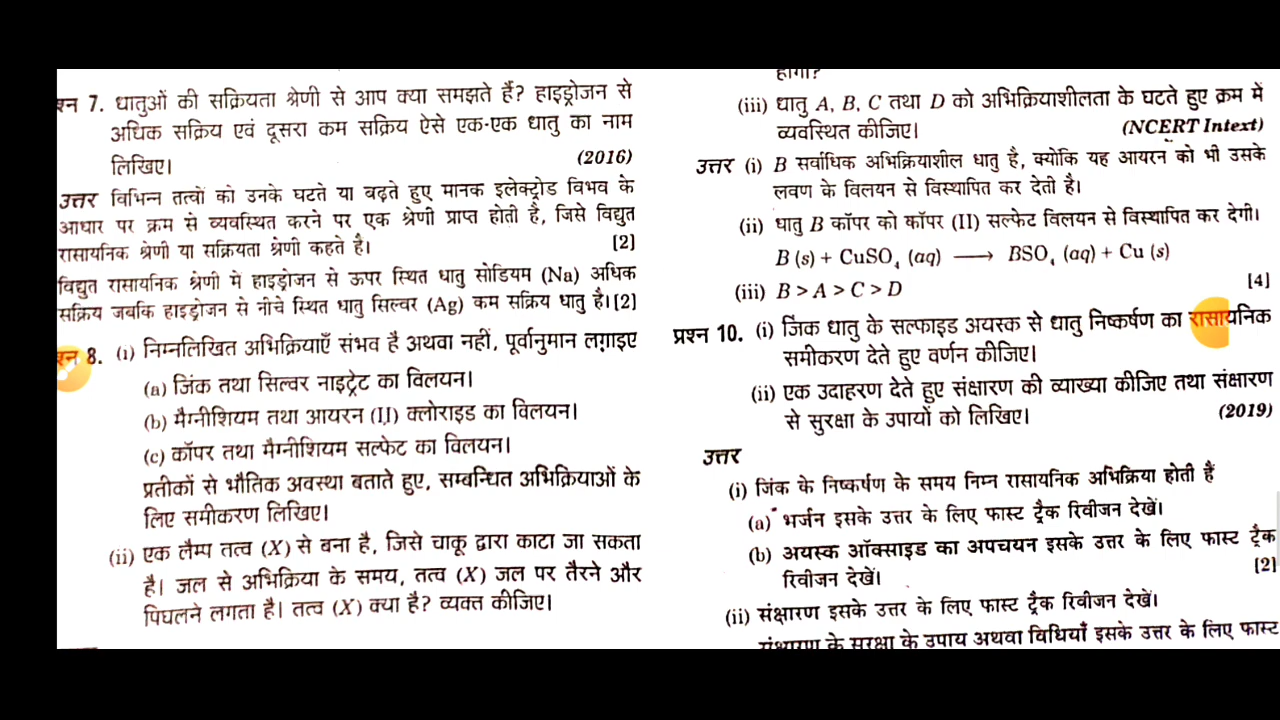 प्रश्न 7. धातुओं की सक्रियता श्रेणी से आप क्या समझते हैं? हाइड्रोजन से
अधिक सक्रिय एवं दूसरा कम सक्रिय ऐसे एक-एक धातु का नाम
लिखिए। (2016)
उत्तर विभिन्न तत्वों को उनके घटते या बढ़ते हुए मानक इलेक्ट्रोड विभव के
आधार पर क्रम से व्यवस्थित करने पर एक श्रेणी प्राप्त होती है, जिसे विद्युत
रासायनिक श्रेणी या सक्रियता श्रेणी कहते है। [2]
विद्युत रासायनिक श्रेणी में हाइड्रोजन से ऊपर स्थित धातु सोडियम (Na) अधिक
सक्रिय जबकि हाइड्रोजन से नीचे स्थित धातु सिल्वर (Ag) कम सक्रिय धातु है।[2]
प्रश्न 8. (i) निम्नलिखित अभिक्रियाएँ संभव है अथवा नहीं, पूर्वानुमान लगाइए
(a) जिंक तथा सिल्वर नाइट्रेट का विलयन।
(b) मैग्नीशियम तथा आयरन (II) क्लोराइड का विलयन।
(c) कॉपर तथा मैग्नीशियम सल्फेट का विलयन।
प्रतीकों से भौतिक अवस्था बताते हुए, सम्बन्धित अभिक्रियाओं के
लिए समीकरण लिखिए।
(ii) एक लैम्प तत्व (X) से बना है, जिसे चाकू द्वारा काटा जा सकता
है। जल से अभिक्रिया के समय, तत्व (X) जल पर तैरने और
पिघलने लगता है। तत्व (X) क्या है? व्यक्त कीजिए।
होगा?
(iii) धातु A, B, C तथा D को अभिक्रियाशीलता के घटते हुए क्रम में
व्यवस्थित कीजिए। (NCERT Intext)
उत्तर (i) B सर्वाधिक अभिक्रियाशील धातु है, क्योंकि यह आयरन को भी उसके
लवण के विलयन से विस्थापित कर देती है।
(ii) धातु B कॉपर को कॉपर (II) सल्फेट विलयन से विस्थापित कर देगी।
B (s) + CuSO₄ (aq) ⟶ BSO₄ (aq) + Cu (s)
(iii) B > A > C > D [4]
प्रश्न 10. (i) जिंक धातु के सल्फाइड अयस्क से धातु निष्कर्षण का रासायनिक
समीकरण देते हुए वर्णन कीजिए।
(ii) एक उदाहरण देते हुए संक्षारण की व्याख्या कीजिए तथा संक्षारण
से सुरक्षा के उपायों को लिखिए। (2019)
उत्तर
(i) जिंक के निष्कर्षण के समय निम्न रासायनिक अभिक्रिया होती हैं
(a) भर्जन इसके उत्तर के लिए फास्ट ट्रैक रिवीजन देखें।
(b) अयस्क ऑक्साइड का अपचयन इसके उत्तर के लिए फास्ट ट्रैक
रिवीजन देखें। [2]
(ii) संक्षारण इसके उत्तर के लिए फास्ट ट्रैक रिवीजन देखें।
संक्षारण के सुरक्षा के उपाय अथवा विधियाँ इसके उत्तर के लिए फास्ट